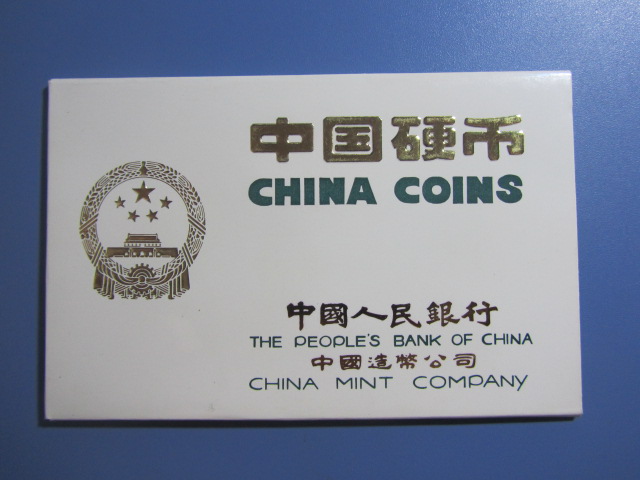 中国硬币
CHINA COINS
中國人民銀行
THE PEOPLE'S BANK OF CHINA
中國造幣公司
CHINA MINT COMPANY